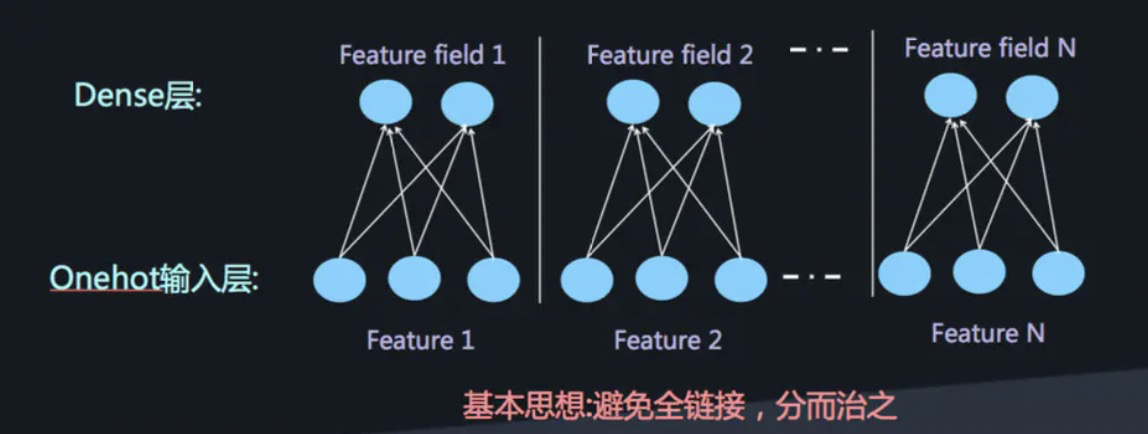 Feature field 1
Feature field 2
Feature field N
Dense层:
Onehot输入层:
Feature 1
Feature 2
Feature N
基本思想:避免全链接，分而治之